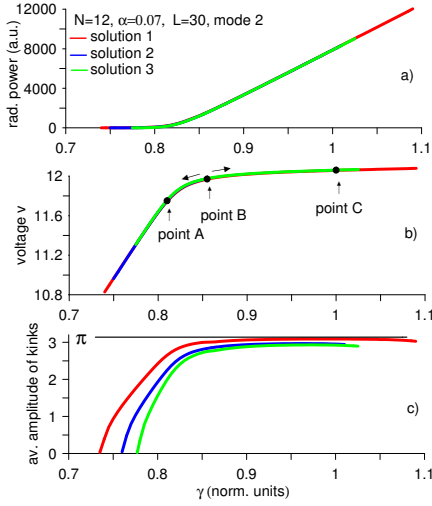 N=12, α=0.07, L=30, mode 2
solution 1
solution 2
solution 3
rad. power (a.u.)
12000
8000
4000
0
a)
0.7 0.8 0.9 1 1.1
voltage v
12
11.6
11.2
10.8
point A
point B
point C
b)
0.7 0.8 0.9 1 1.1
av. amplitude of kinks
π
3
2
1
0
c)
0.7 0.8 0.9 1 1.1
γ (norm. units)